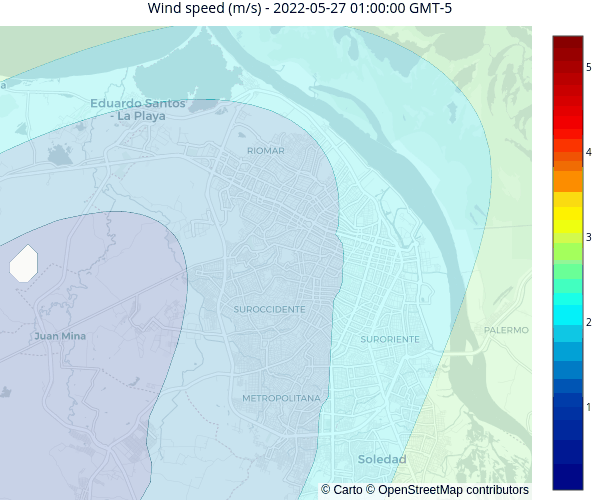 Wind speed (m/s) - 2022-05-27 01:00:00 GMT-5
5
a
Eduardo Santos
- La Playa
RIOMAR
4
3
SUROCCIDENTE
2
PALERMO
Juan Mina
SURORIENTE
METROPOLITANA
1
Soledad
© Carto © OpenStreetMap contributors